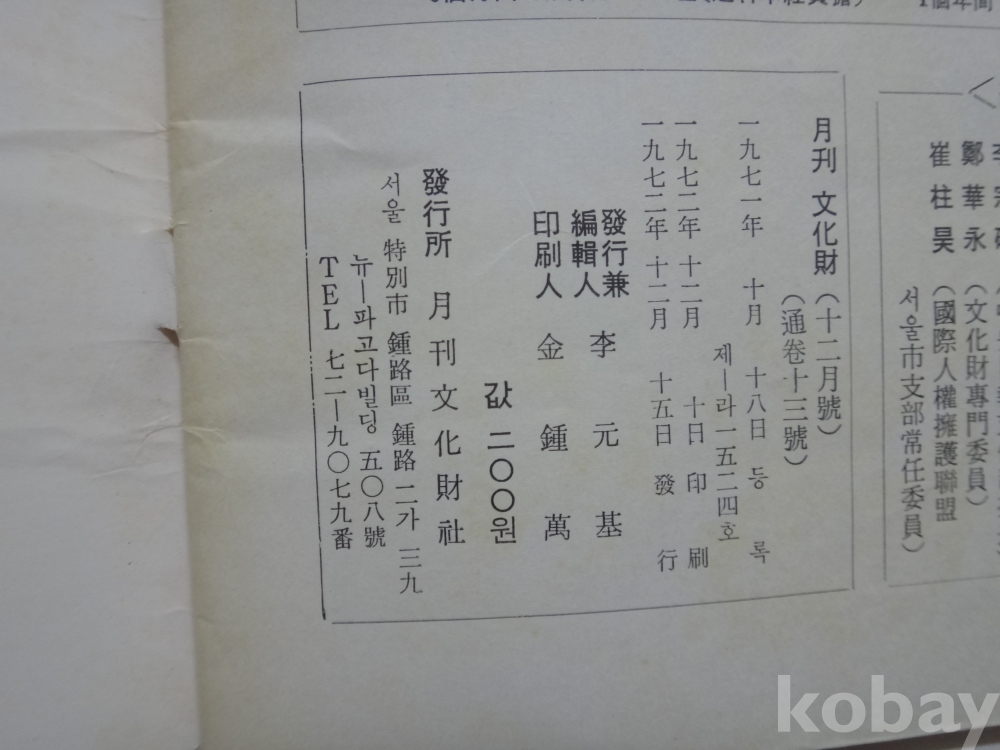 崔柱昊 (國際人權擁護聯盟
서울市支部常任委員)
鄭華永 (文化財專門委員)
月刊 文化財 (十二月號)
(通卷十三號)
一九七一年 十月 十八日 등록
제―라一五二四호
一九七二年 十二月 十日 印刷
一九七二年 十二月 十五日 發行
發行兼
編輯人 李元基
印刷人 金鍾萬
값 二〇〇원
發行所 月刊文化財社
서울 特別市 鍾路區 鍾路 二가 三九
뉴―파고다빌딩 五〇八號
TEL 七二―九〇七九番
kobay